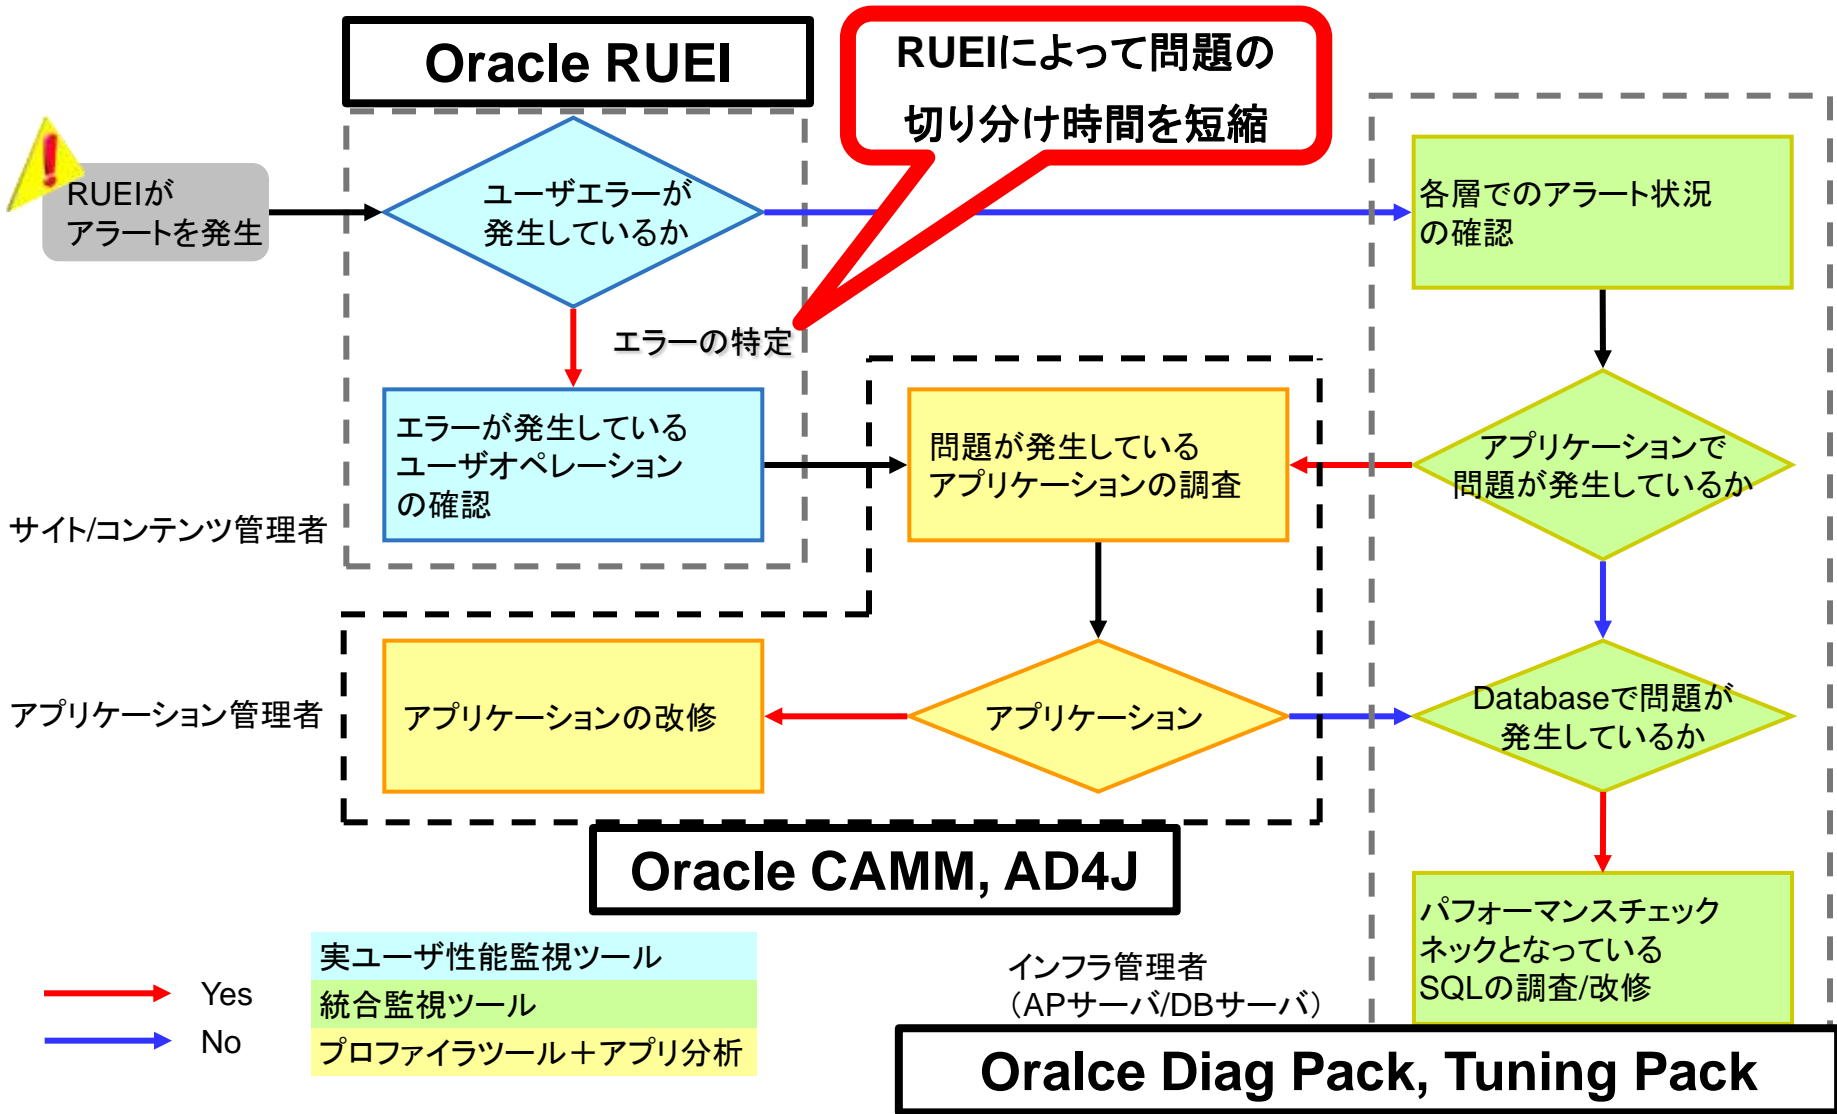 Oracle RUEI
RUEIによって問題の
切り分け時間を短縮
RUEIが
アラートを発生
ユーザエラーが
発生しているか
各層でのアラート状況
の確認
エラーの特定
エラーが発生している
ユーザオペレーション
の確認
問題が発生している
アプリケーションの調査
アプリケーションで
問題が発生しているか
サイト/コンテンツ管理者
アプリケーション管理者
アプリケーションの改修
アプリケーション
Databaseで問題が
発生しているか
Oracle CAMM, AD4J
パフォーマンスチェック
ネックとなっている
SQLの調査/改修
インフラ管理者
（APサーバ/DBサーバ）
Yes
No
実ユーザ性能監視ツール
統合監視ツール
プロファイラツール＋アプリ分析
Oralce Diag Pack, Tuning Pack